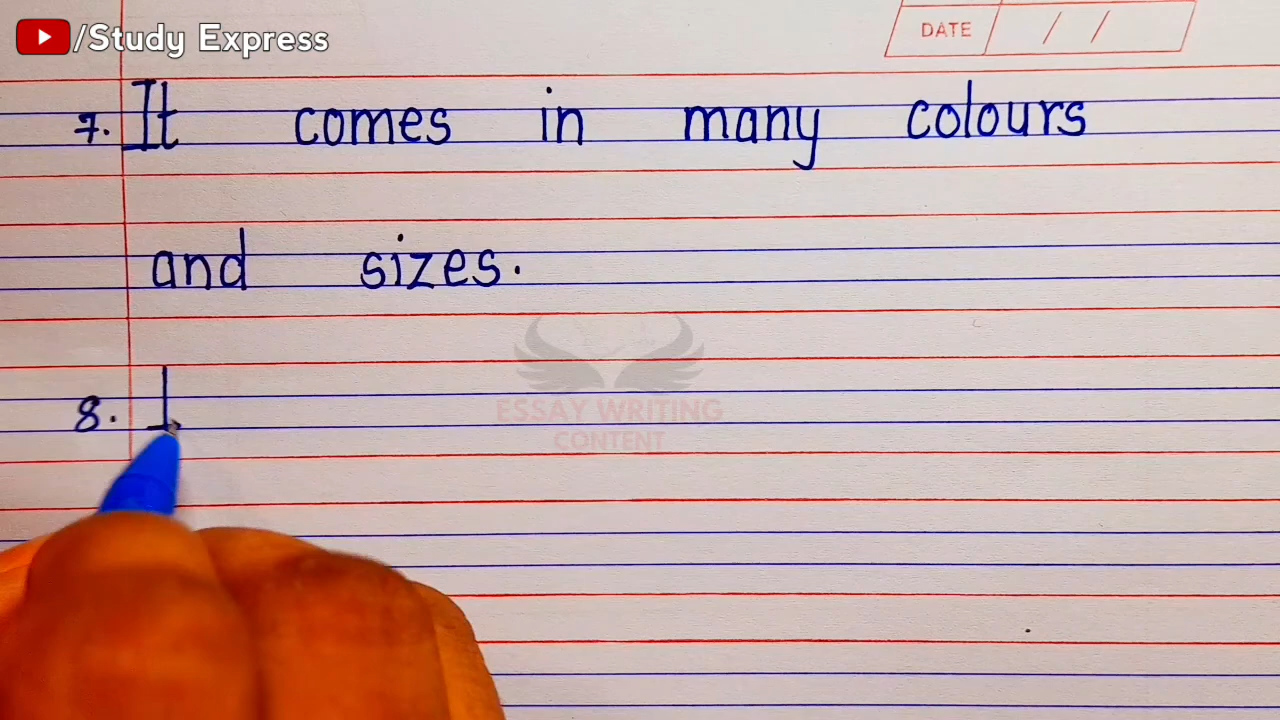 /Study Express
DATE / /
7. It comes in many colours
and sizes.
ESSAY WRITING
CONTENT
8. I